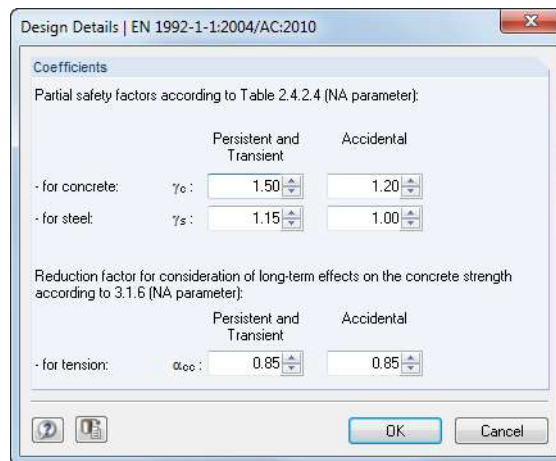 Design Details | EN 1992-1-1:2004/AC:2010
Coefficients
Partial safety factors according to Table 2.4.2.4 (NA parameter):
Persistent and Transient Accidental
- for concrete: γc : 1.50 1.20
- for steel: γs : 1.15 1.00
Reduction factor for consideration of long-term effects on the concrete strength
according to 3.1.6 (NA parameter):
Persistent and Transient Accidental
- for tension: αcc : 0.85 0.85
OK Cancel